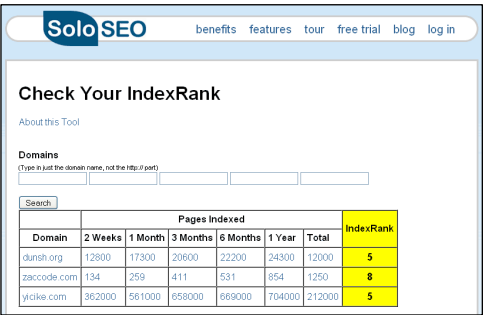 Solo SEO
benefits features tour free trial blog log in
Check Your IndexRank
About this Tool
Domains
(Type in just the domain name, not the http:// part)
Search
Pages Indexed IndexRank
Domain 2 Weeks 1 Month 3 Months 6 Months 1 Year Total
dunsh.org 12800 17300 20600 22200 24300 12000 5
zaccode.com 134 259 411 531 854 1250 8
yicike.com 362000 561000 658000 669000 704000 212000 5